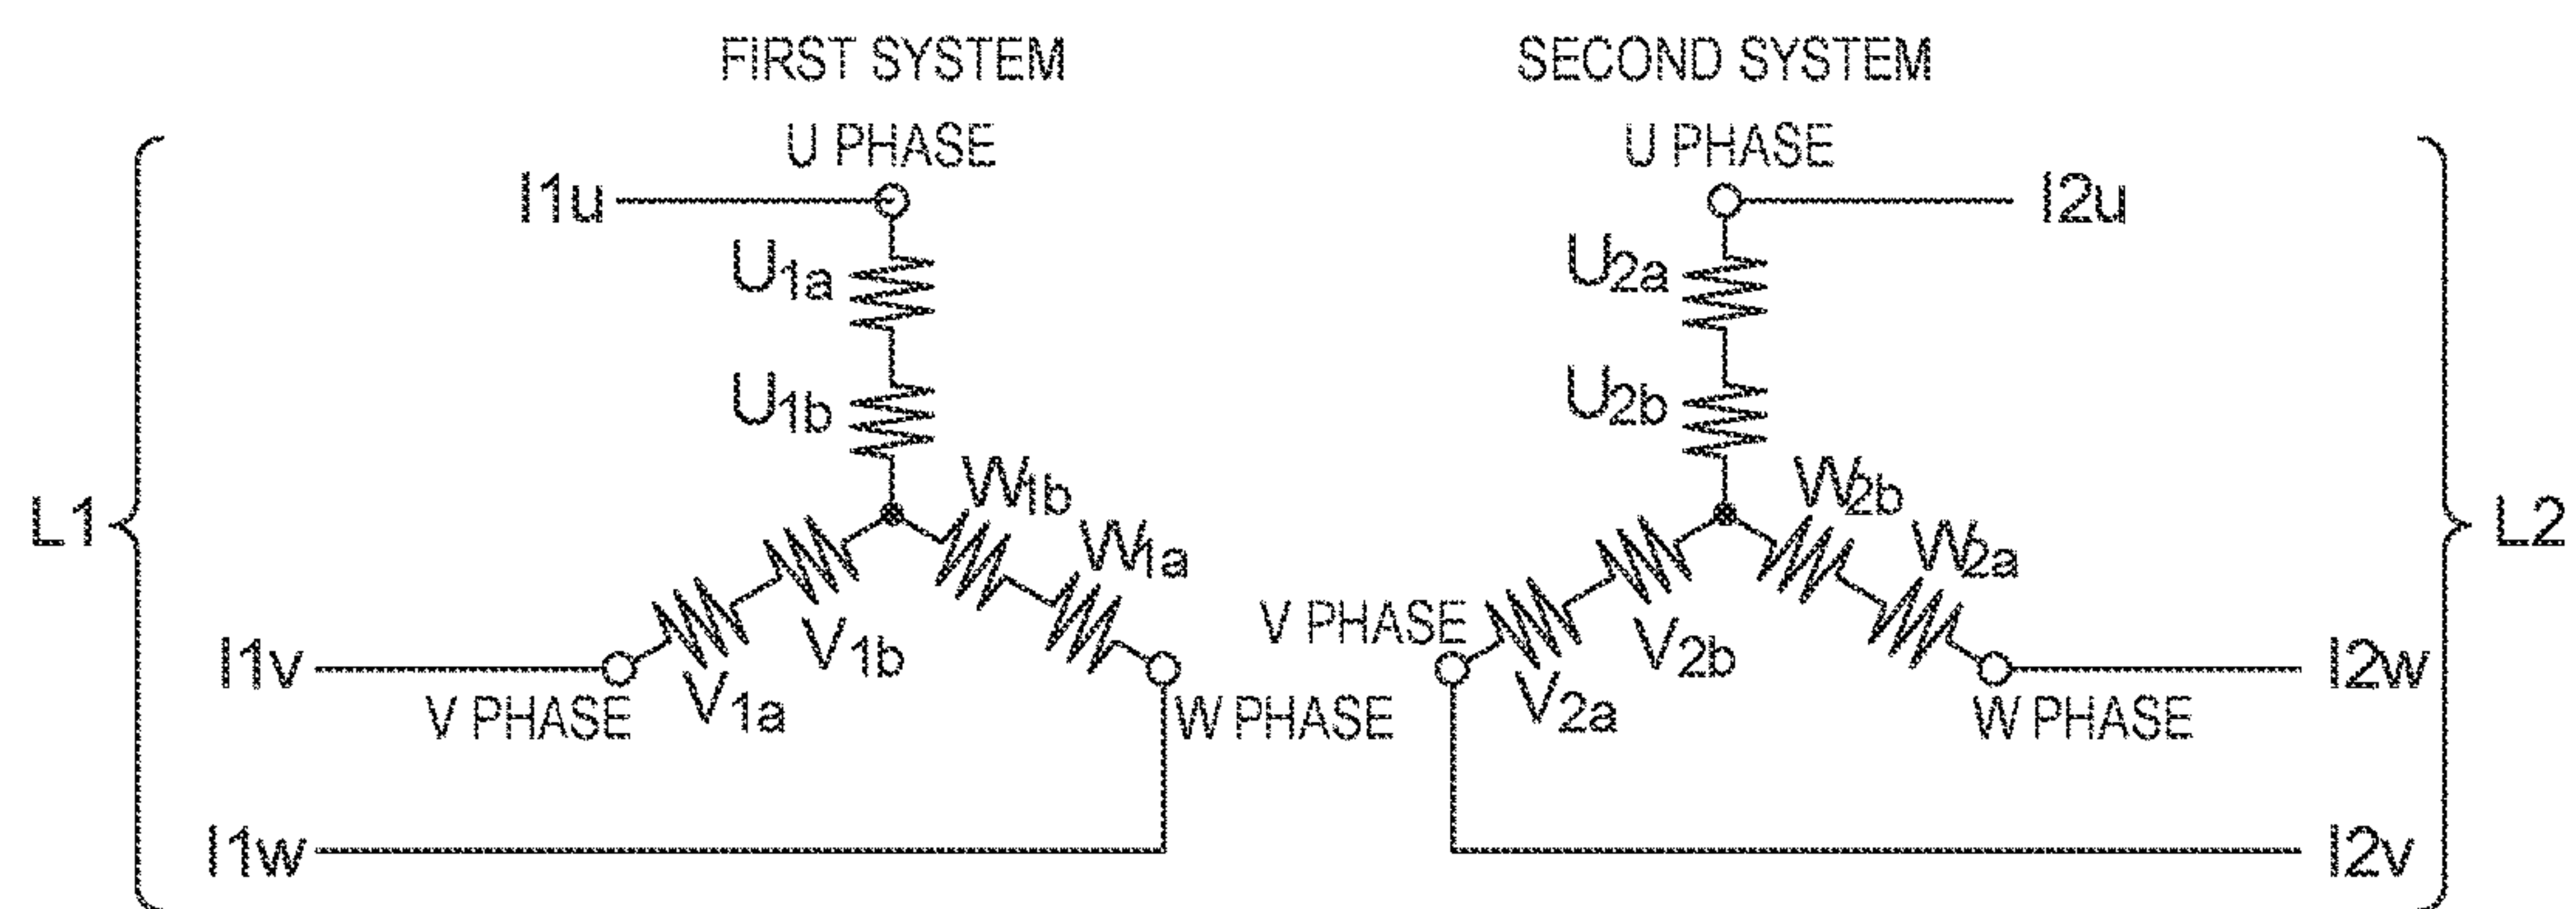 FIRST SYSTEM
SECOND SYSTEM
U PHASE
U PHASE
I1u
I2u
U1a
U2a
U1b
U2b
W1b
W2b
L1
W1a
W2a
L2
V PHASE
I1v
V1b
V2b
I2w
V1a
V2a
V PHASE
W PHASE
W PHASE
I1w
I2v